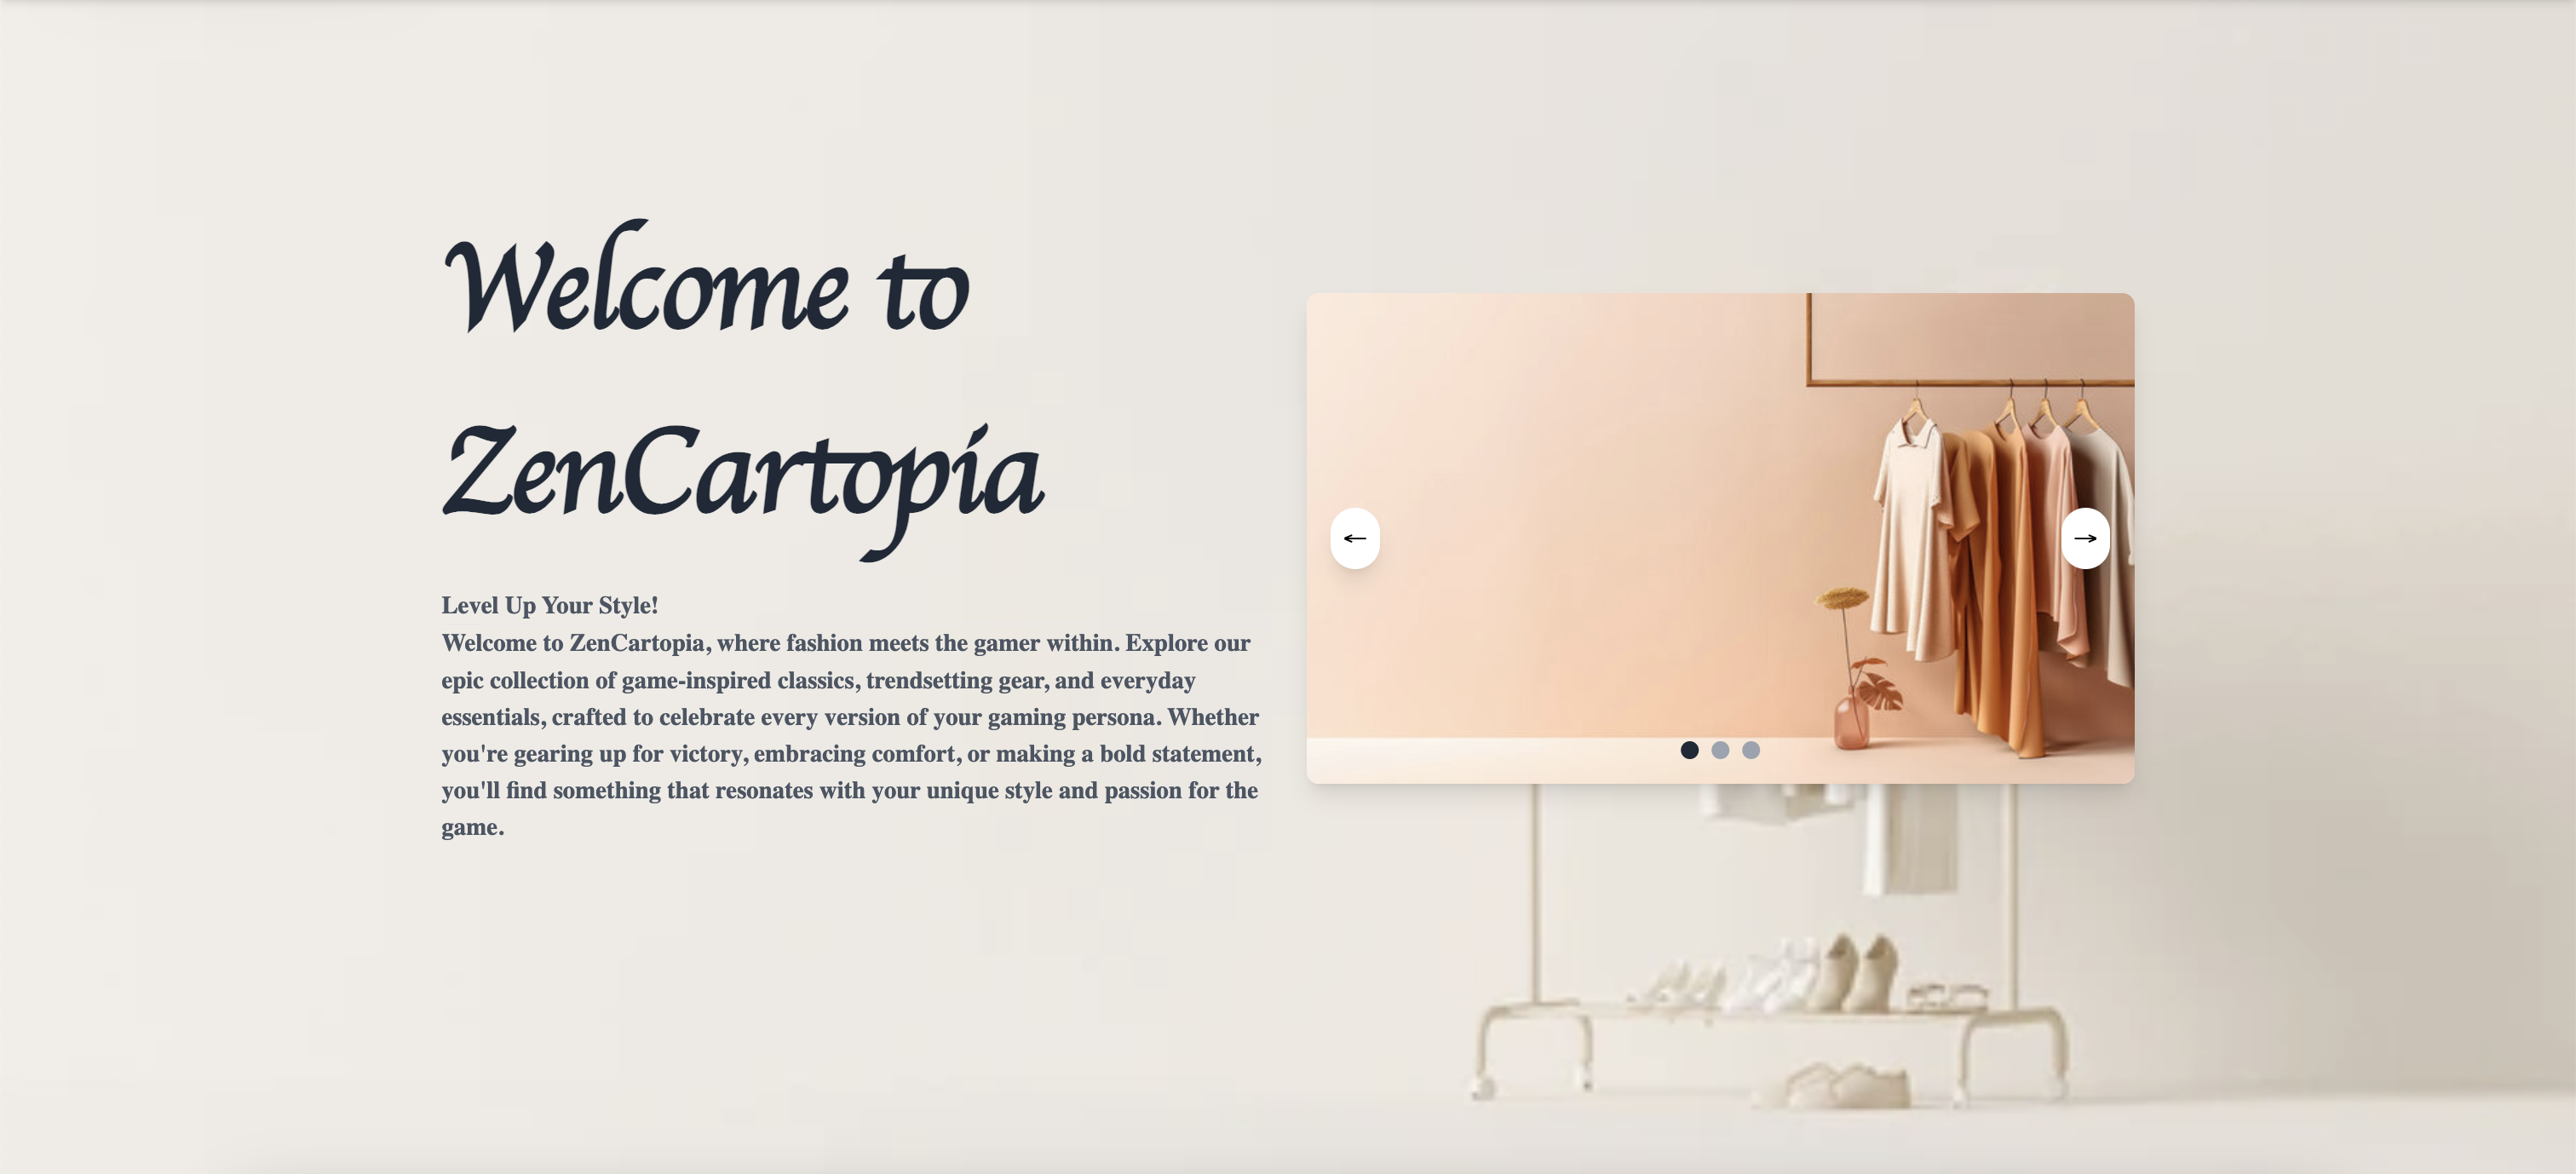 Welcome to
ZenCartopia
Level Up Your Style!
Welcome to ZenCartopia, where fashion meets the gamer within. Explore our
epic collection of game-inspired classics, trendsetting gear, and everyday
essentials, crafted to celebrate every version of your gaming persona. Whether
you're gearing up for victory, embracing comfort, or making a bold statement,
you'll find something that resonates with your unique style and passion for the
game.